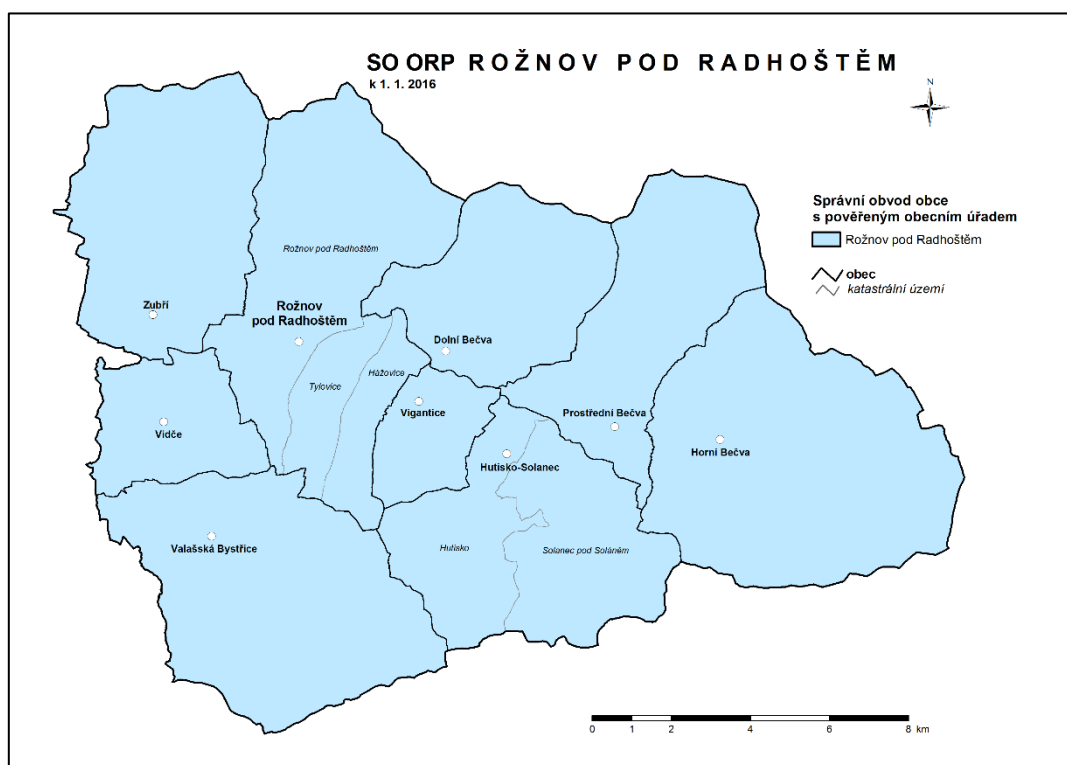 SO ORP ROŽNOV POD RADHOŠTĚM
k 1. 1. 2016
N
Správní obvod obce
s pověřeným obecním úřadem
Rožnov pod Radhoštěm
obec
katastrální území
Rožnov pod Radhoštěm
Zubří
Rožnov
pod Radhoštěm
Dolní Bečva
Tylovice
Hážovice
Vigantice
Prostřední Bečva
Vidče
Horní Bečva
Hutisko-Solanec
Valašská Bystřice
Hutisko
Solanec pod Soláněm
0 1 2 4 6 8 km